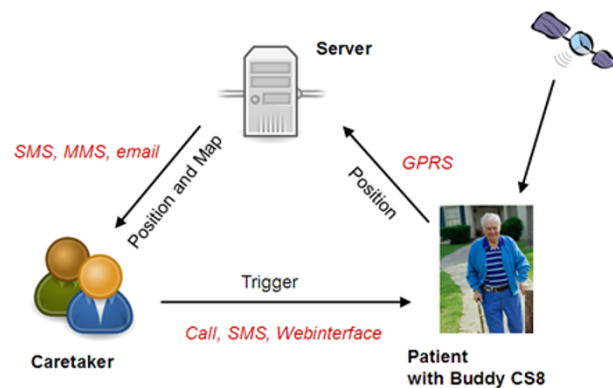 Server
SMS, MMS, email
GPRS
Position and Map
Position
Trigger
Call, SMS, Webinterface
Caretaker
Patient
with Buddy CS8